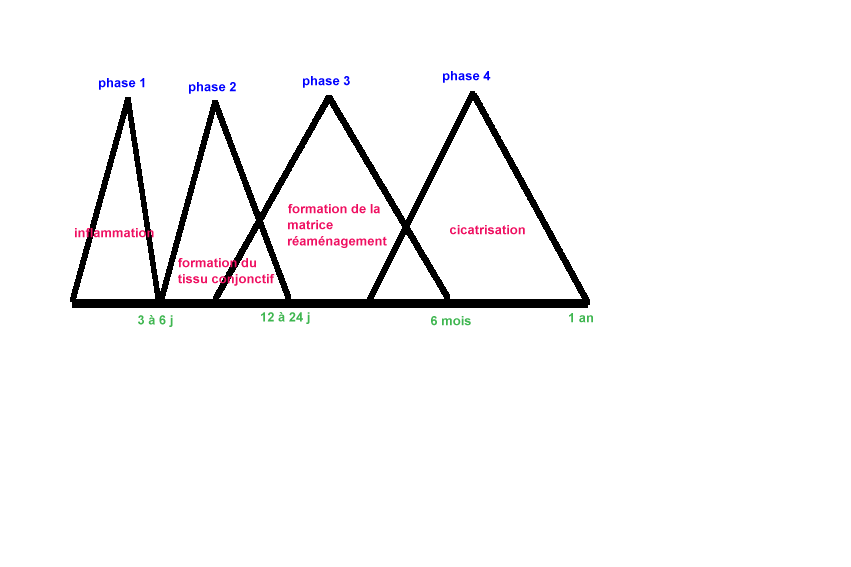 phase 1
phase 2
phase 3
phase 4
inflammation
formation du
tissu conjonctif
formation de la
matrice
réaménagement
cicatrisation
3 à 6 j
12 à 24 j
6 mois
1 an